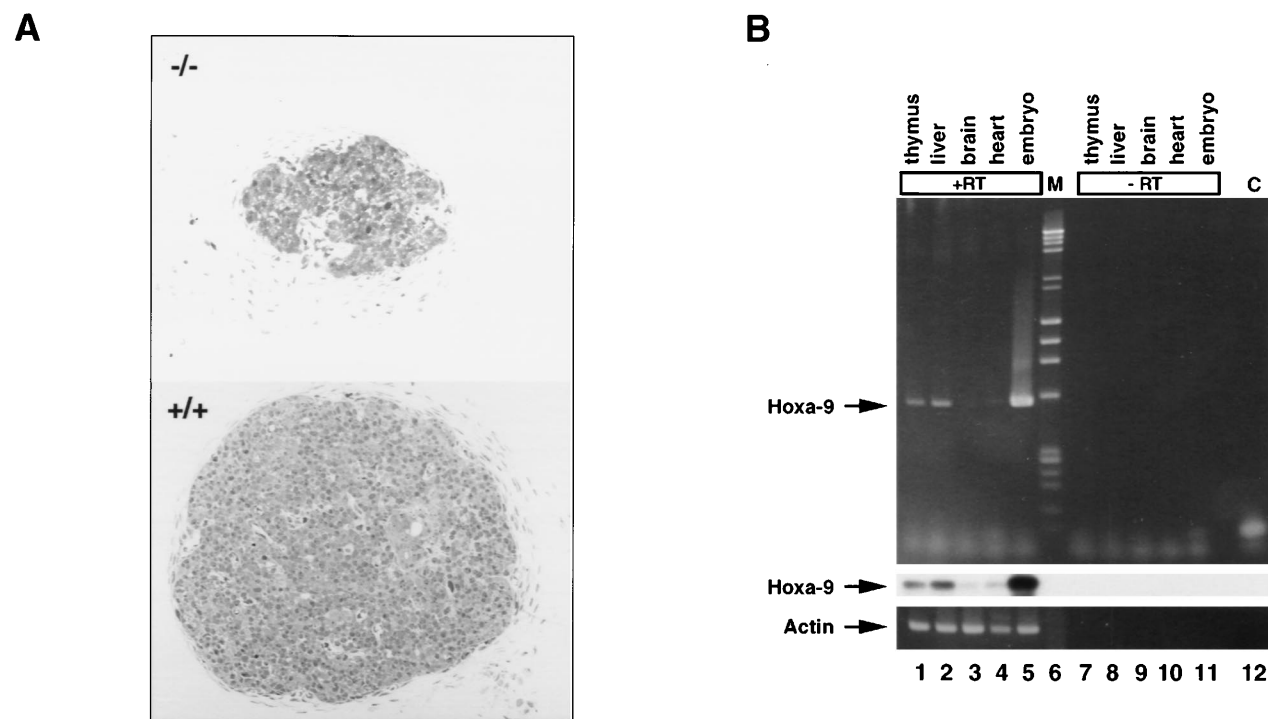 A
B
-/-
+/+
thymus liver brain heart embryo thymus liver brain heart embryo
+RT M - RT C
Hoxa-9
Hoxa-9
Actin
1 2 3 4 5 6 7 8 9 10 11 12